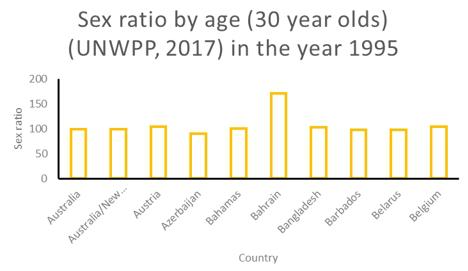 Sex ratio by age (30 year olds)
(UNWPP, 2017) in the year 1995
200
150
100
50
0
Sex ratio
Australia
Australia/New...
Austria
Azerbaijan
Bahamas
Bahrain
Bangladesh
Barbados
Belarus
Belgium
Country